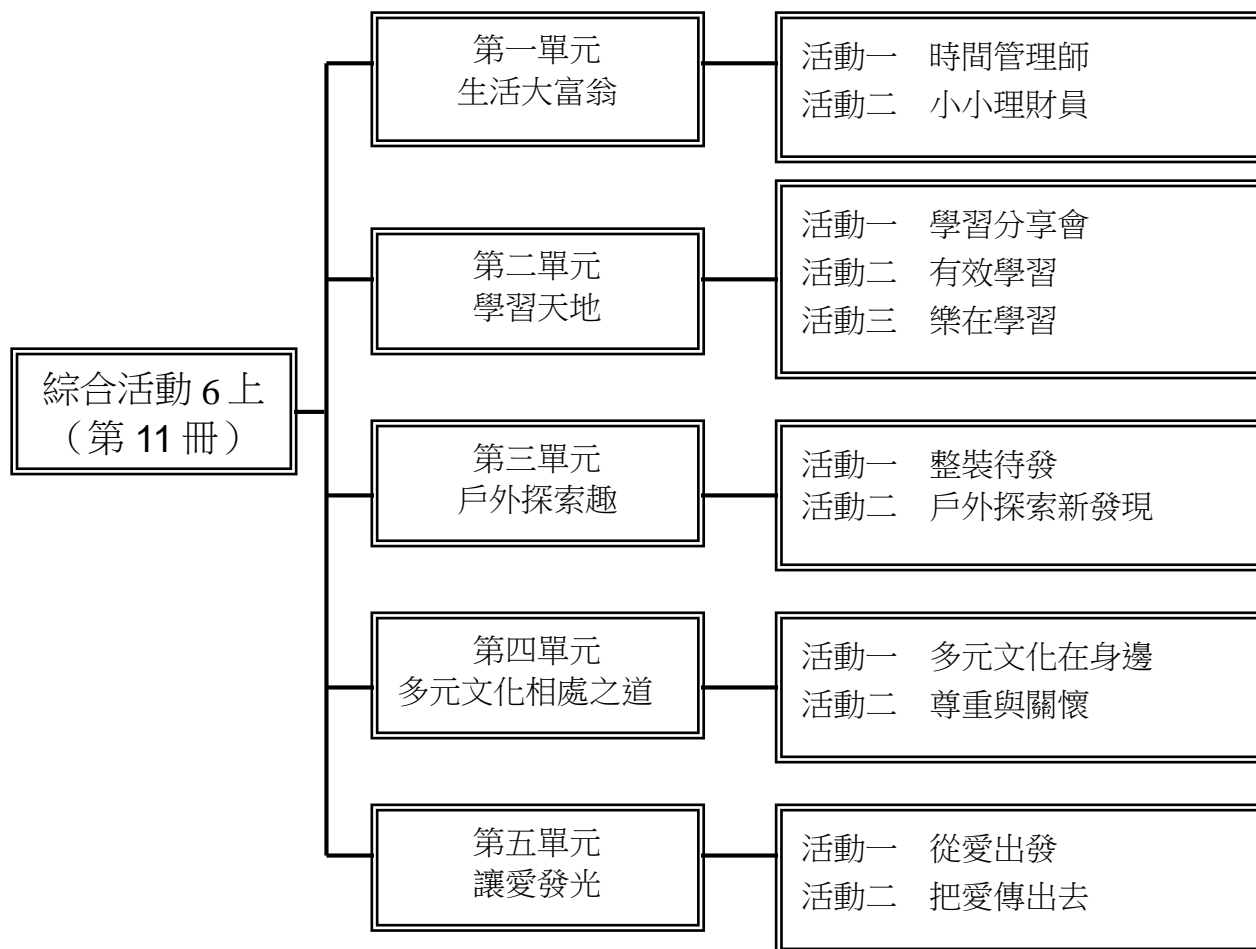 綜合活動 6 上
（第 11 冊）
第一單元
生活大富翁
活動一　時間管理師
活動二　小小理財員
第二單元
學習天地
活動一　學習分享會
活動二　有效學習
活動三　樂在學習
第三單元
戶外探索趣
活動一　整裝待發
活動二　戶外探索新發現
第四單元
多元文化相處之道
活動一　多元文化在身邊
活動二　尊重與關懷
第五單元
讓愛發光
活動一　從愛出發
活動二　把愛傳出去